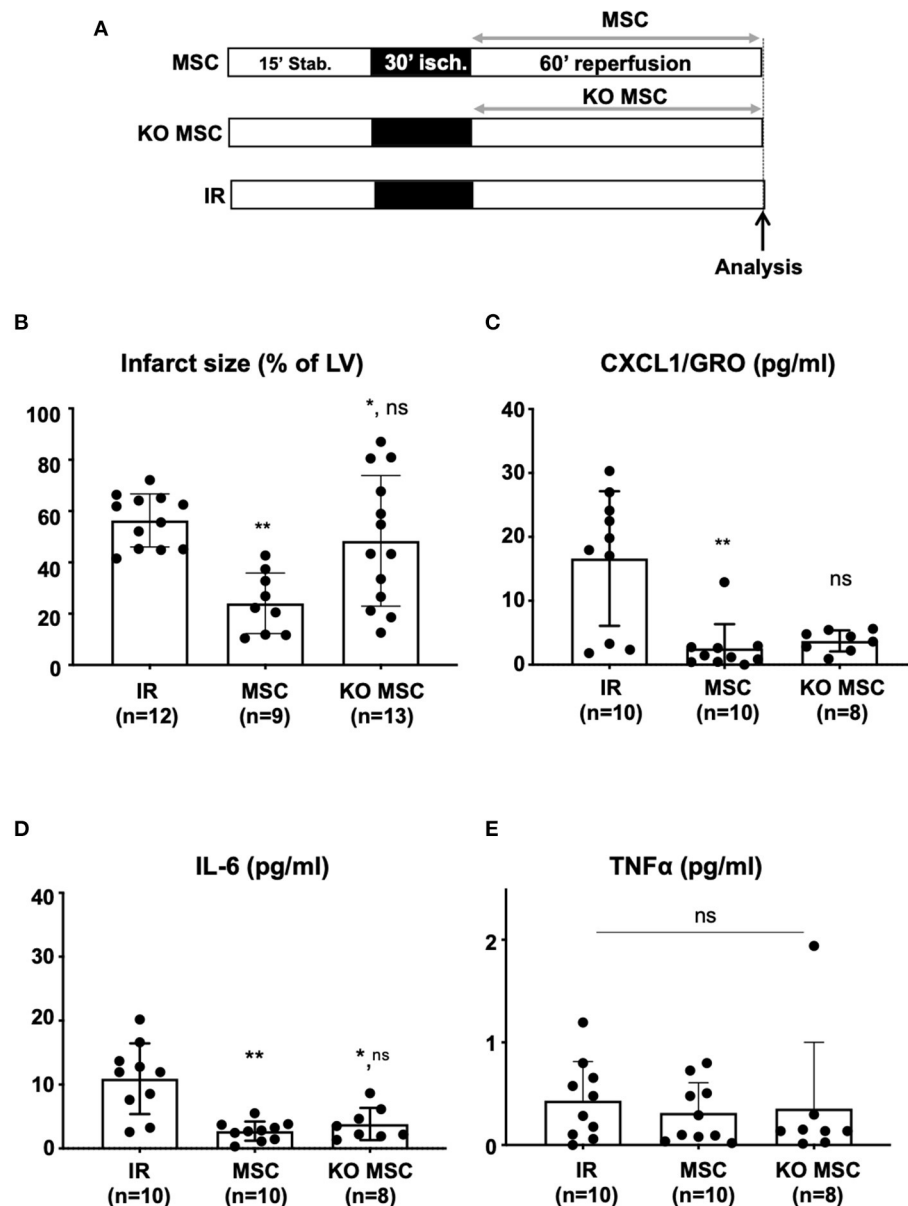 A
MSC
MSC
15’ Stab.
30’ isch.
60’ reperfusion
KO MSC
KO MSC
IR
Analysis
B
Infarct size (% of LV)
100
80
60
40
20
0
**
*, ns
IR
(n=12)
MSC
(n=9)
KO MSC
(n=13)
C
CXCL1/GRO (pg/ml)
40
30
20
10
0
**
ns
IR
(n=10)
MSC
(n=10)
KO MSC
(n=8)
D
IL-6 (pg/ml)
40
30
20
10
0
**
*, ns
IR
(n=10)
MSC
(n=10)
KO MSC
(n=8)
E
TNFα (pg/ml)
2
1
0
ns
IR
(n=10)
MSC
(n=10)
KO MSC
(n=8)